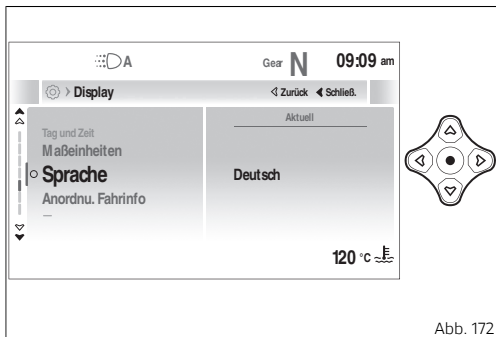 A Gear N 09:09 am
> Display Zurück Schließ.
Aktuell
Tag und Zeit
Maßeinheiten
Sprache Deutsch
Anordnu. Fahrinfo
120 °C
Abb. 172